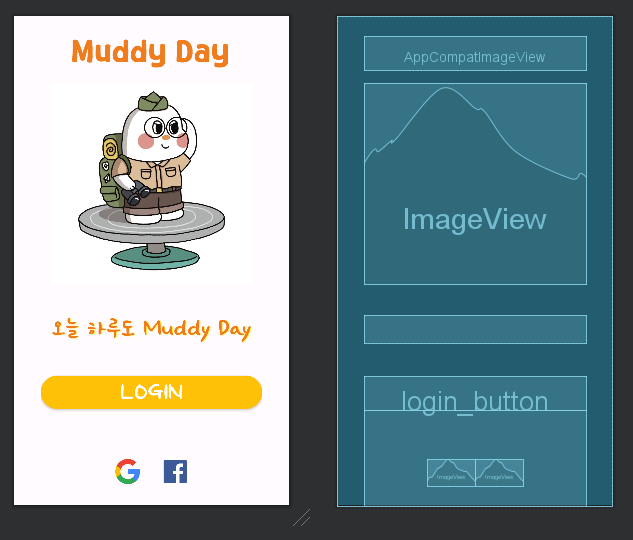 Muddy Day
오늘 하루도 Muddy Day
LOGIN
AppCompatImageView
ImageView
login_button
ImageView ImageView